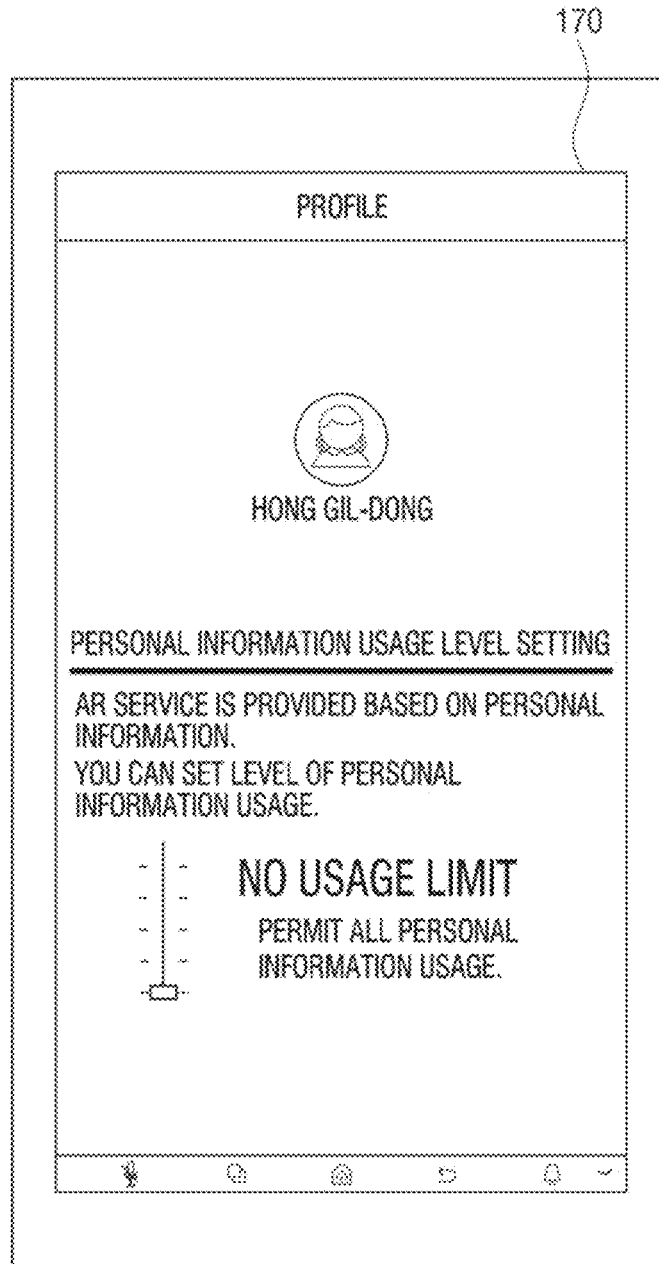 170
PROFILE
HONG GIL-DONG
PERSONAL INFORMATION USAGE LEVEL SETTING
AR SERVICE IS PROVIDED BASED ON PERSONAL
INFORMATION.
YOU CAN SET LEVEL OF PERSONAL
INFORMATION USAGE.
NO USAGE LIMIT
PERMIT ALL PERSONAL
INFORMATION USAGE.